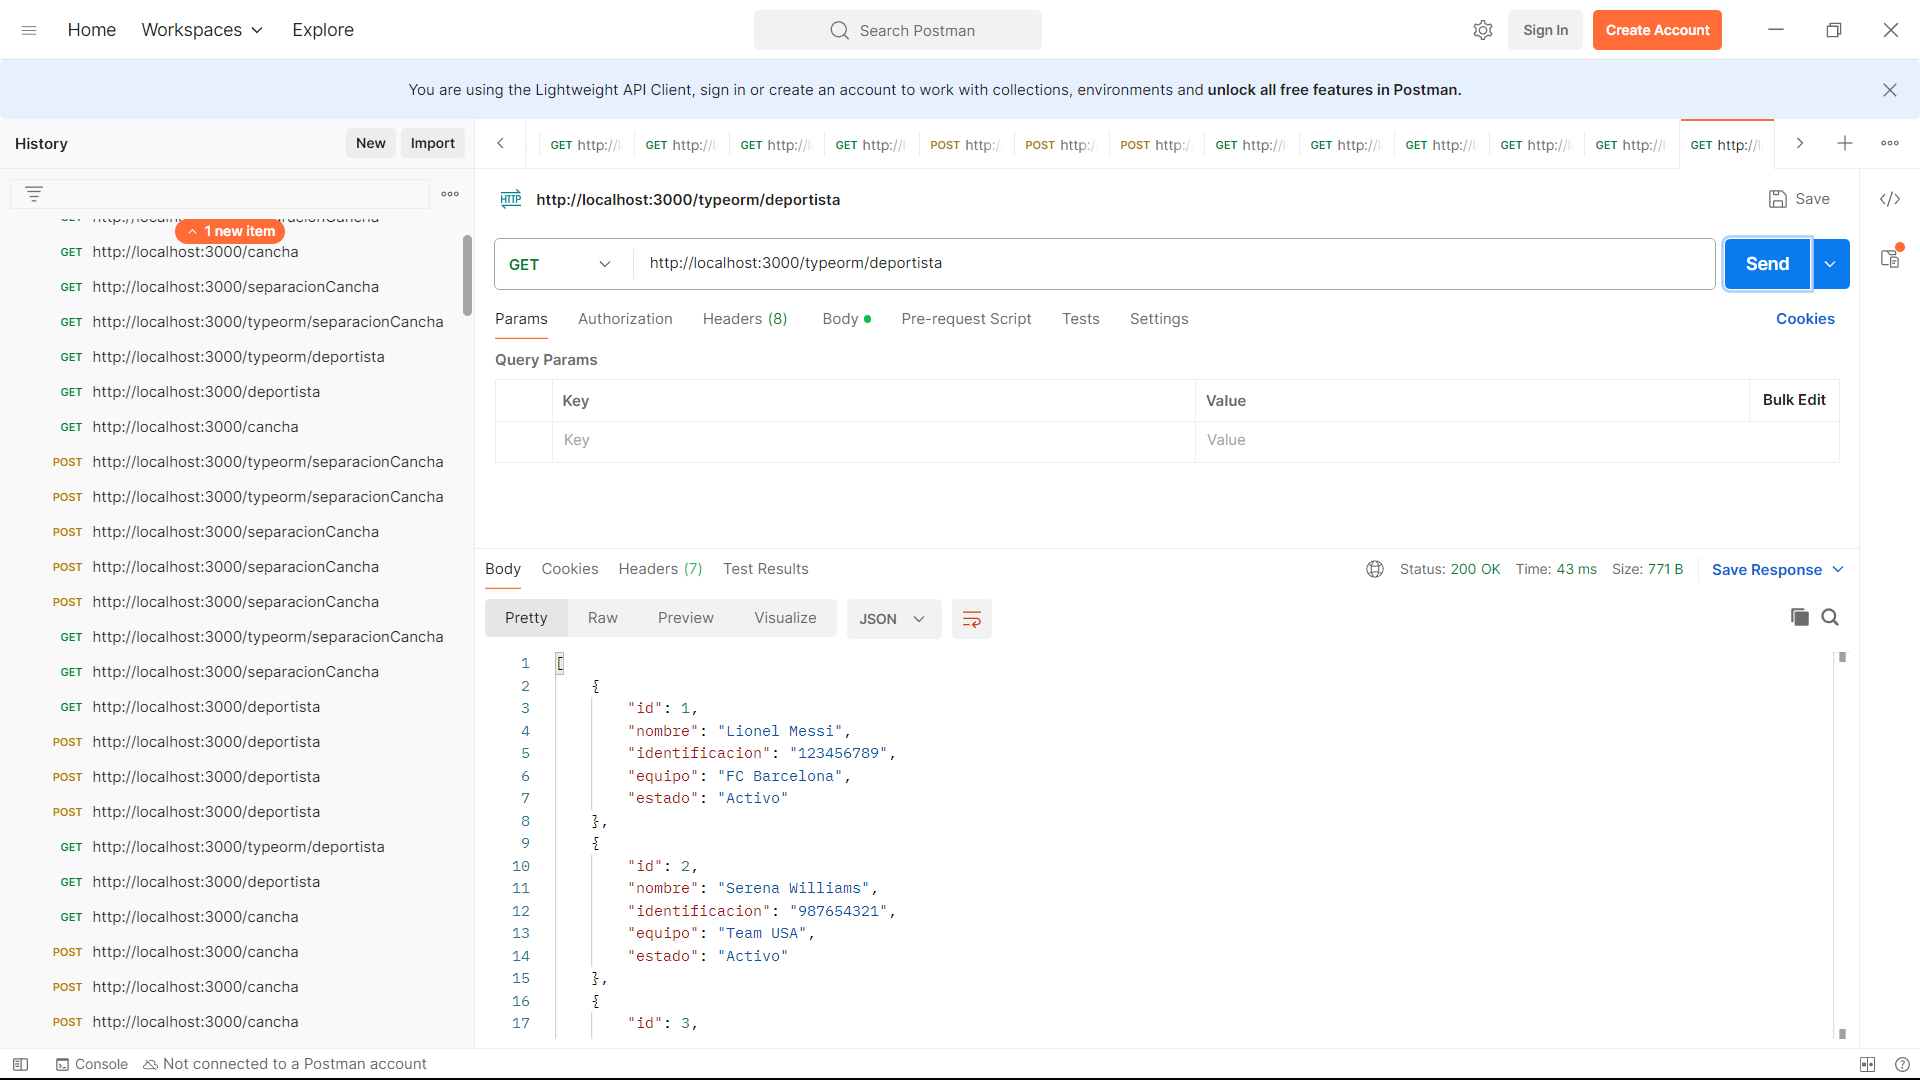 Home Workspaces Explore Search Postman Sign In Create Account
You are using the Lightweight API Client, sign in or create an account to work with collections, environments and unlock all free features in Postman.
History New Import
GET http://l GET http://l GET http://l GET http://l POST http:/ POST http:/ POST http:/ GET http://l GET http://l GET http://l GET http://l GET http://l GET http://l
1 new item
GET http://localhost:3000/cancha
GET http://localhost:3000/separacionCancha
GET http://localhost:3000/typeorm/separacionCancha
GET http://localhost:3000/typeorm/deportista
GET http://localhost:3000/deportista
GET http://localhost:3000/cancha
POST http://localhost:3000/typeorm/separacionCancha
POST http://localhost:3000/typeorm/separacionCancha
POST http://localhost:3000/separacionCancha
POST http://localhost:3000/separacionCancha
POST http://localhost:3000/separacionCancha
GET http://localhost:3000/typeorm/separacionCancha
GET http://localhost:3000/separacionCancha
GET http://localhost:3000/deportista
POST http://localhost:3000/deportista
POST http://localhost:3000/deportista
POST http://localhost:3000/deportista
GET http://localhost:3000/typeorm/deportista
GET http://localhost:3000/deportista
GET http://localhost:3000/cancha
POST http://localhost:3000/cancha
POST http://localhost:3000/cancha
POST http://localhost:3000/cancha
HTTP http://localhost:3000/typeorm/deportista Save
GET http://localhost:3000/typeorm/deportista Send
Params Authorization Headers (8) Body Pre-request Script Tests Settings Cookies
Query Params
Key Value Bulk Edit
Key Value
Body Cookies Headers (7) Test Results Status: 200 OK Time: 43 ms Size: 771 B Save Response
Pretty Raw Preview Visualize JSON
1 [
2 {
3 "id": 1,
4 "nombre": "Lionel Messi",
5 "identificacion": "123456789",
6 "equipo": "FC Barcelona",
7 "estado": "Activo"
8 },
9 {
10 "id": 2,
11 "nombre": "Serena Williams",
12 "identificacion": "987654321",
13 "equipo": "Team USA",
14 "estado": "Activo"
15 },
16 {
17 "id": 3,
Console Not connected to a Postman account